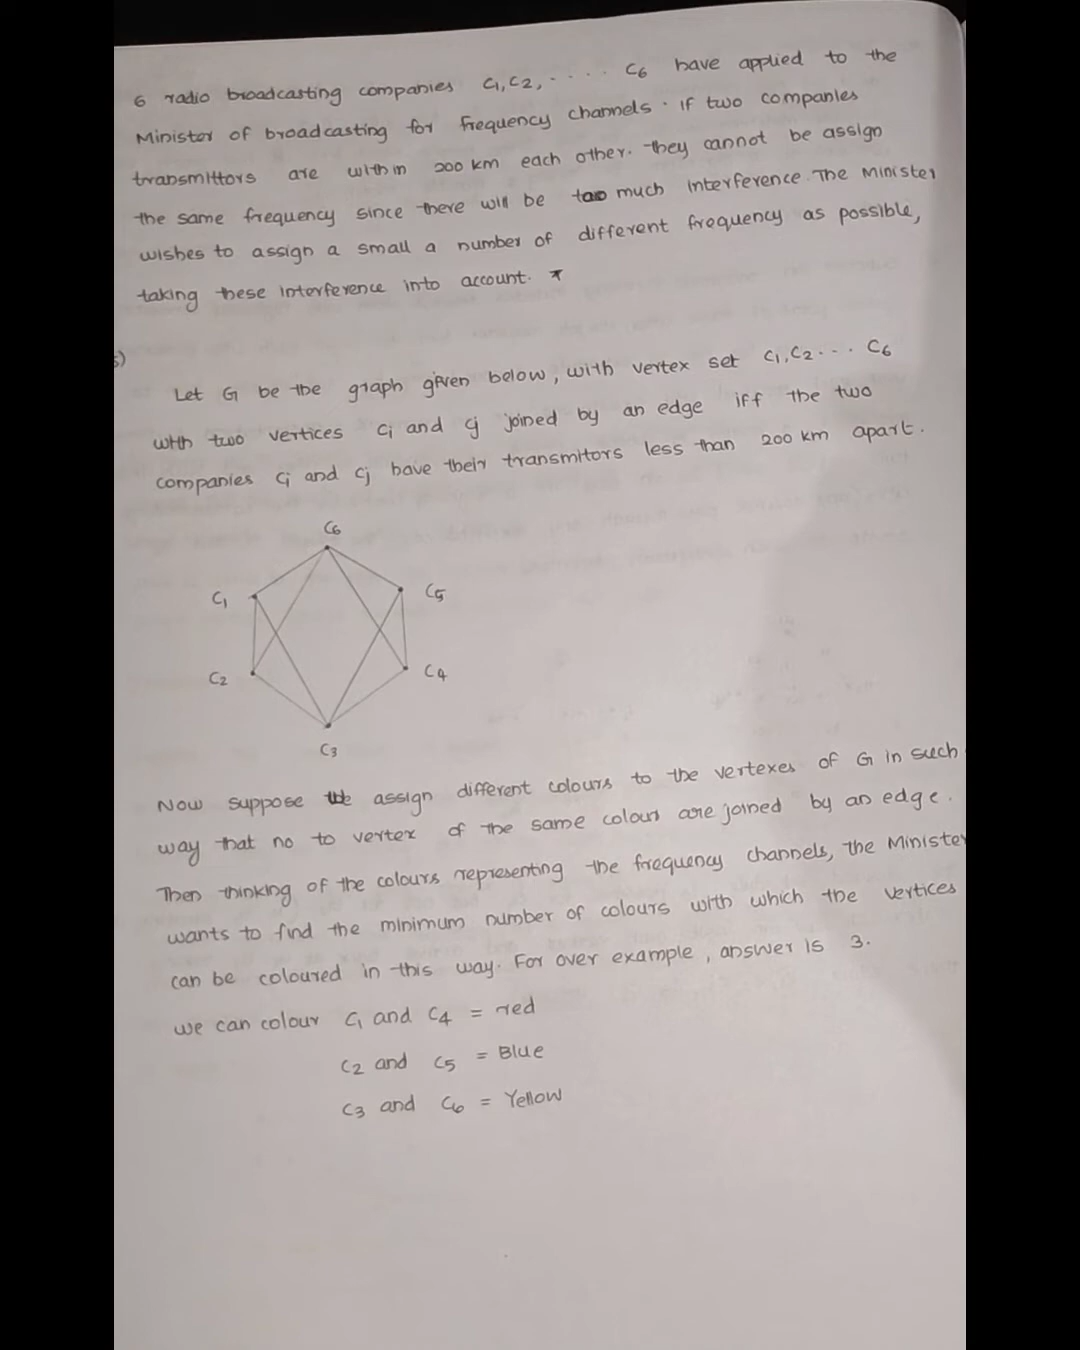 6 radio broadcasting companies C1, C2, ..... C6 have applied to the
Minister of broadcasting for frequency channels. If two companies
transmittors are within 200 km each other. They cannot be assign
the same frequency since there will be too much interference. The Minister
wishes to assign a small a number of different frequency as possible,
taking these interference into account.
s)
Let G be the graph given below, with vertex set C1, C2... C6
with two vertices Ci and Cj joined by an edge iff the two
companies Ci and Cj have their transmitors less than 200 km apart.
C6
C1
C5
C2
C4
C3
Now suppose we assign different colours to the vertexes of G in such
way that no to vertex of the same colour are joined by an edge.
Then thinking of the colours representing the frequency channels, the Minister
wants to find the minimum number of colours with which the vertices
can be coloured in this way. For over example, answer is 3.
we can colour C1 and C4 = red
C2 and C5 = Blue
C3 and C6 = Yellow